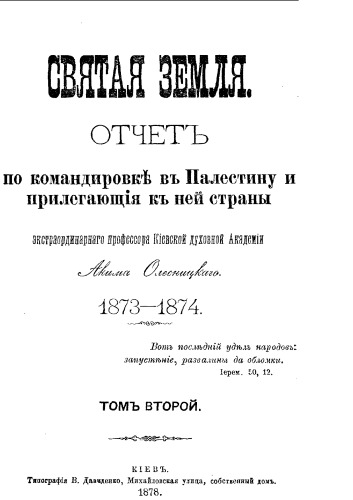 СВЯТАЯ ЗЕМЛЯ.
ОТЧЕТЪ
по командировкѣ въ Палестину и
прилегающія къ ней страны
экстраординарнаго профессора Кіевской духовной Академіи
Акима Олесницкаго.
1873—1874.
Вотъ послѣдній удѣлъ народовъ:
запустѣніе, развалины да обломки.
Іерем. 50, 12.
ТОМЪ ВТОРОЙ.
КІЕВЪ.
Типографія В. Давиденко, Михайловская улица, собственный домъ.
1878.